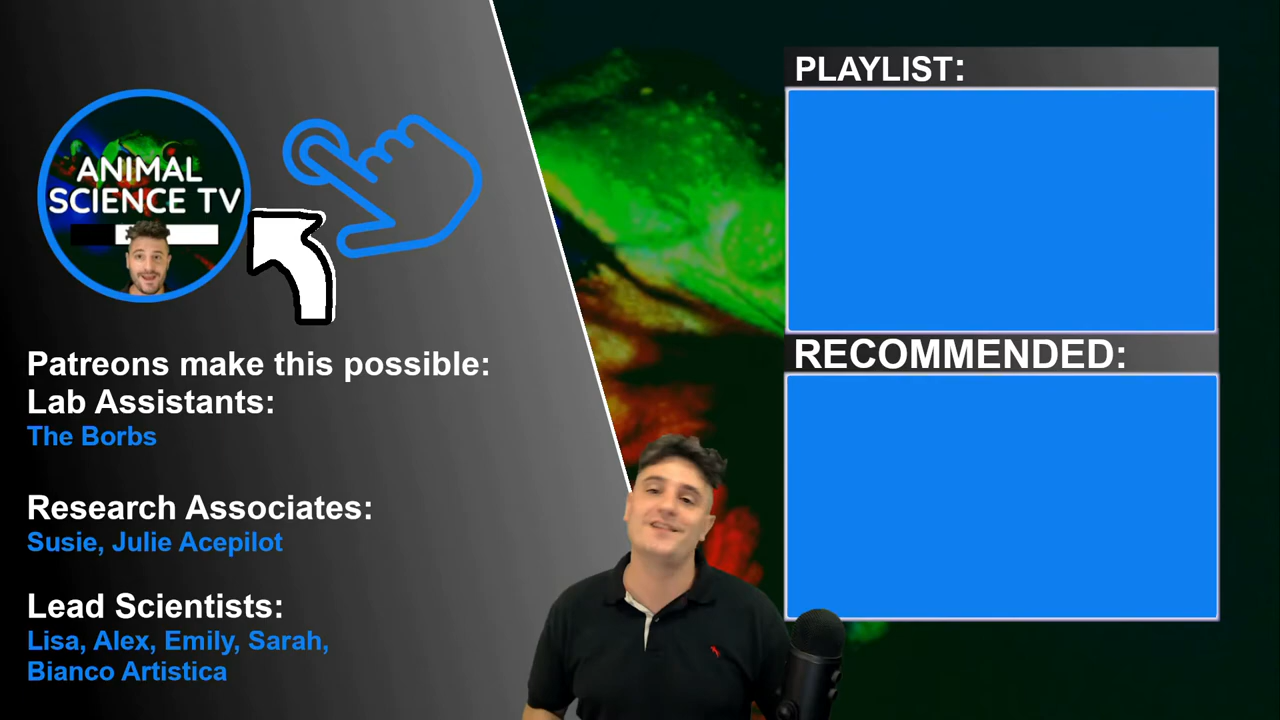 ANIMAL
SCIENCE TV
Patreons make this possible:
Lab Assistants:
The Borbs
Research Associates:
Susie, Julie Acepilot
Lead Scientists:
Lisa, Alex, Emily, Sarah,
Bianco Artistica
PLAYLIST:
RECOMMENDED: